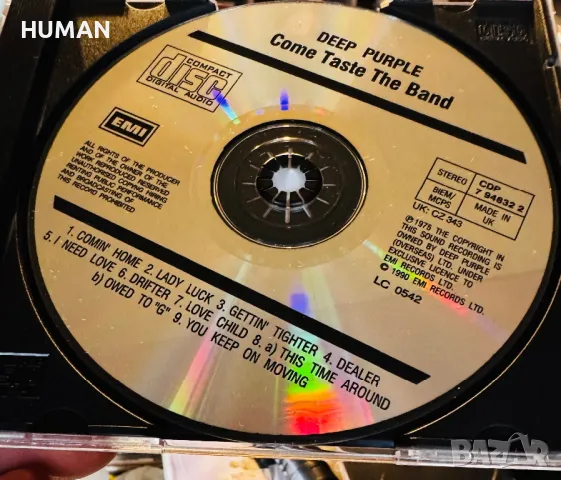 HUMAN
DEEP PURPLE
Come Taste The Band
COMPACT
disc
DIGITAL AUDIO
EMI
ALL RIGHTS OF THE PRODUCER
AND OF THE OWNER OF THE
WORK REPRODUCED RESERVED
UNAUTHORISED COPYING HIRING
RENTING PUBLIC PERFORMANCE
AND BROADCASTING OF
THIS RECORD PROHIBITED
STEREO
CDP
7 94832 2
BIEM/
MCPS
MADE IN
UK
UK: CZ 343
℗ 1975 THE COPYRIGHT IN
THIS SOUND RECORDING IS
OWNED BY DEEP PURPLE
(OVERSEAS) LTD. UNDER
EXCLUSIVE LICENCE TO
EMI RECORDS LTD.
© 1990 EMI RECORDS LTD.
LC 0542
1. COMIN' HOME 2. LADY LUCK 3. GETTIN' TIGHTER 4. DEALER
5. I NEED LOVE 6. DRIFTER 7. LOVE CHILD 8. a) THIS TIME AROUND
b) OWED TO "G" 9. YOU KEEP ON MOVING
BAZAR